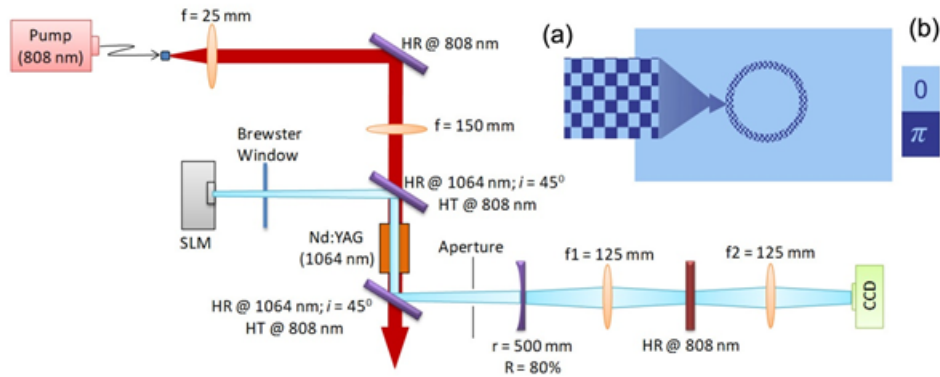 f = 25 mm
Pump
(808 nm)
HR @ 808 nm
(a)
(b)
0
π
f = 150 mm
Brewster
Window
HR @ 1064 nm; i = 45⁰
HT @ 808 nm
SLM
Nd:YAG
(1064 nm)
Aperture
f1 = 125 mm
f2 = 125 mm
CCD
HR @ 1064 nm; i = 45⁰
HT @ 808 nm
r = 500 mm
R = 80%
HR @ 808 nm